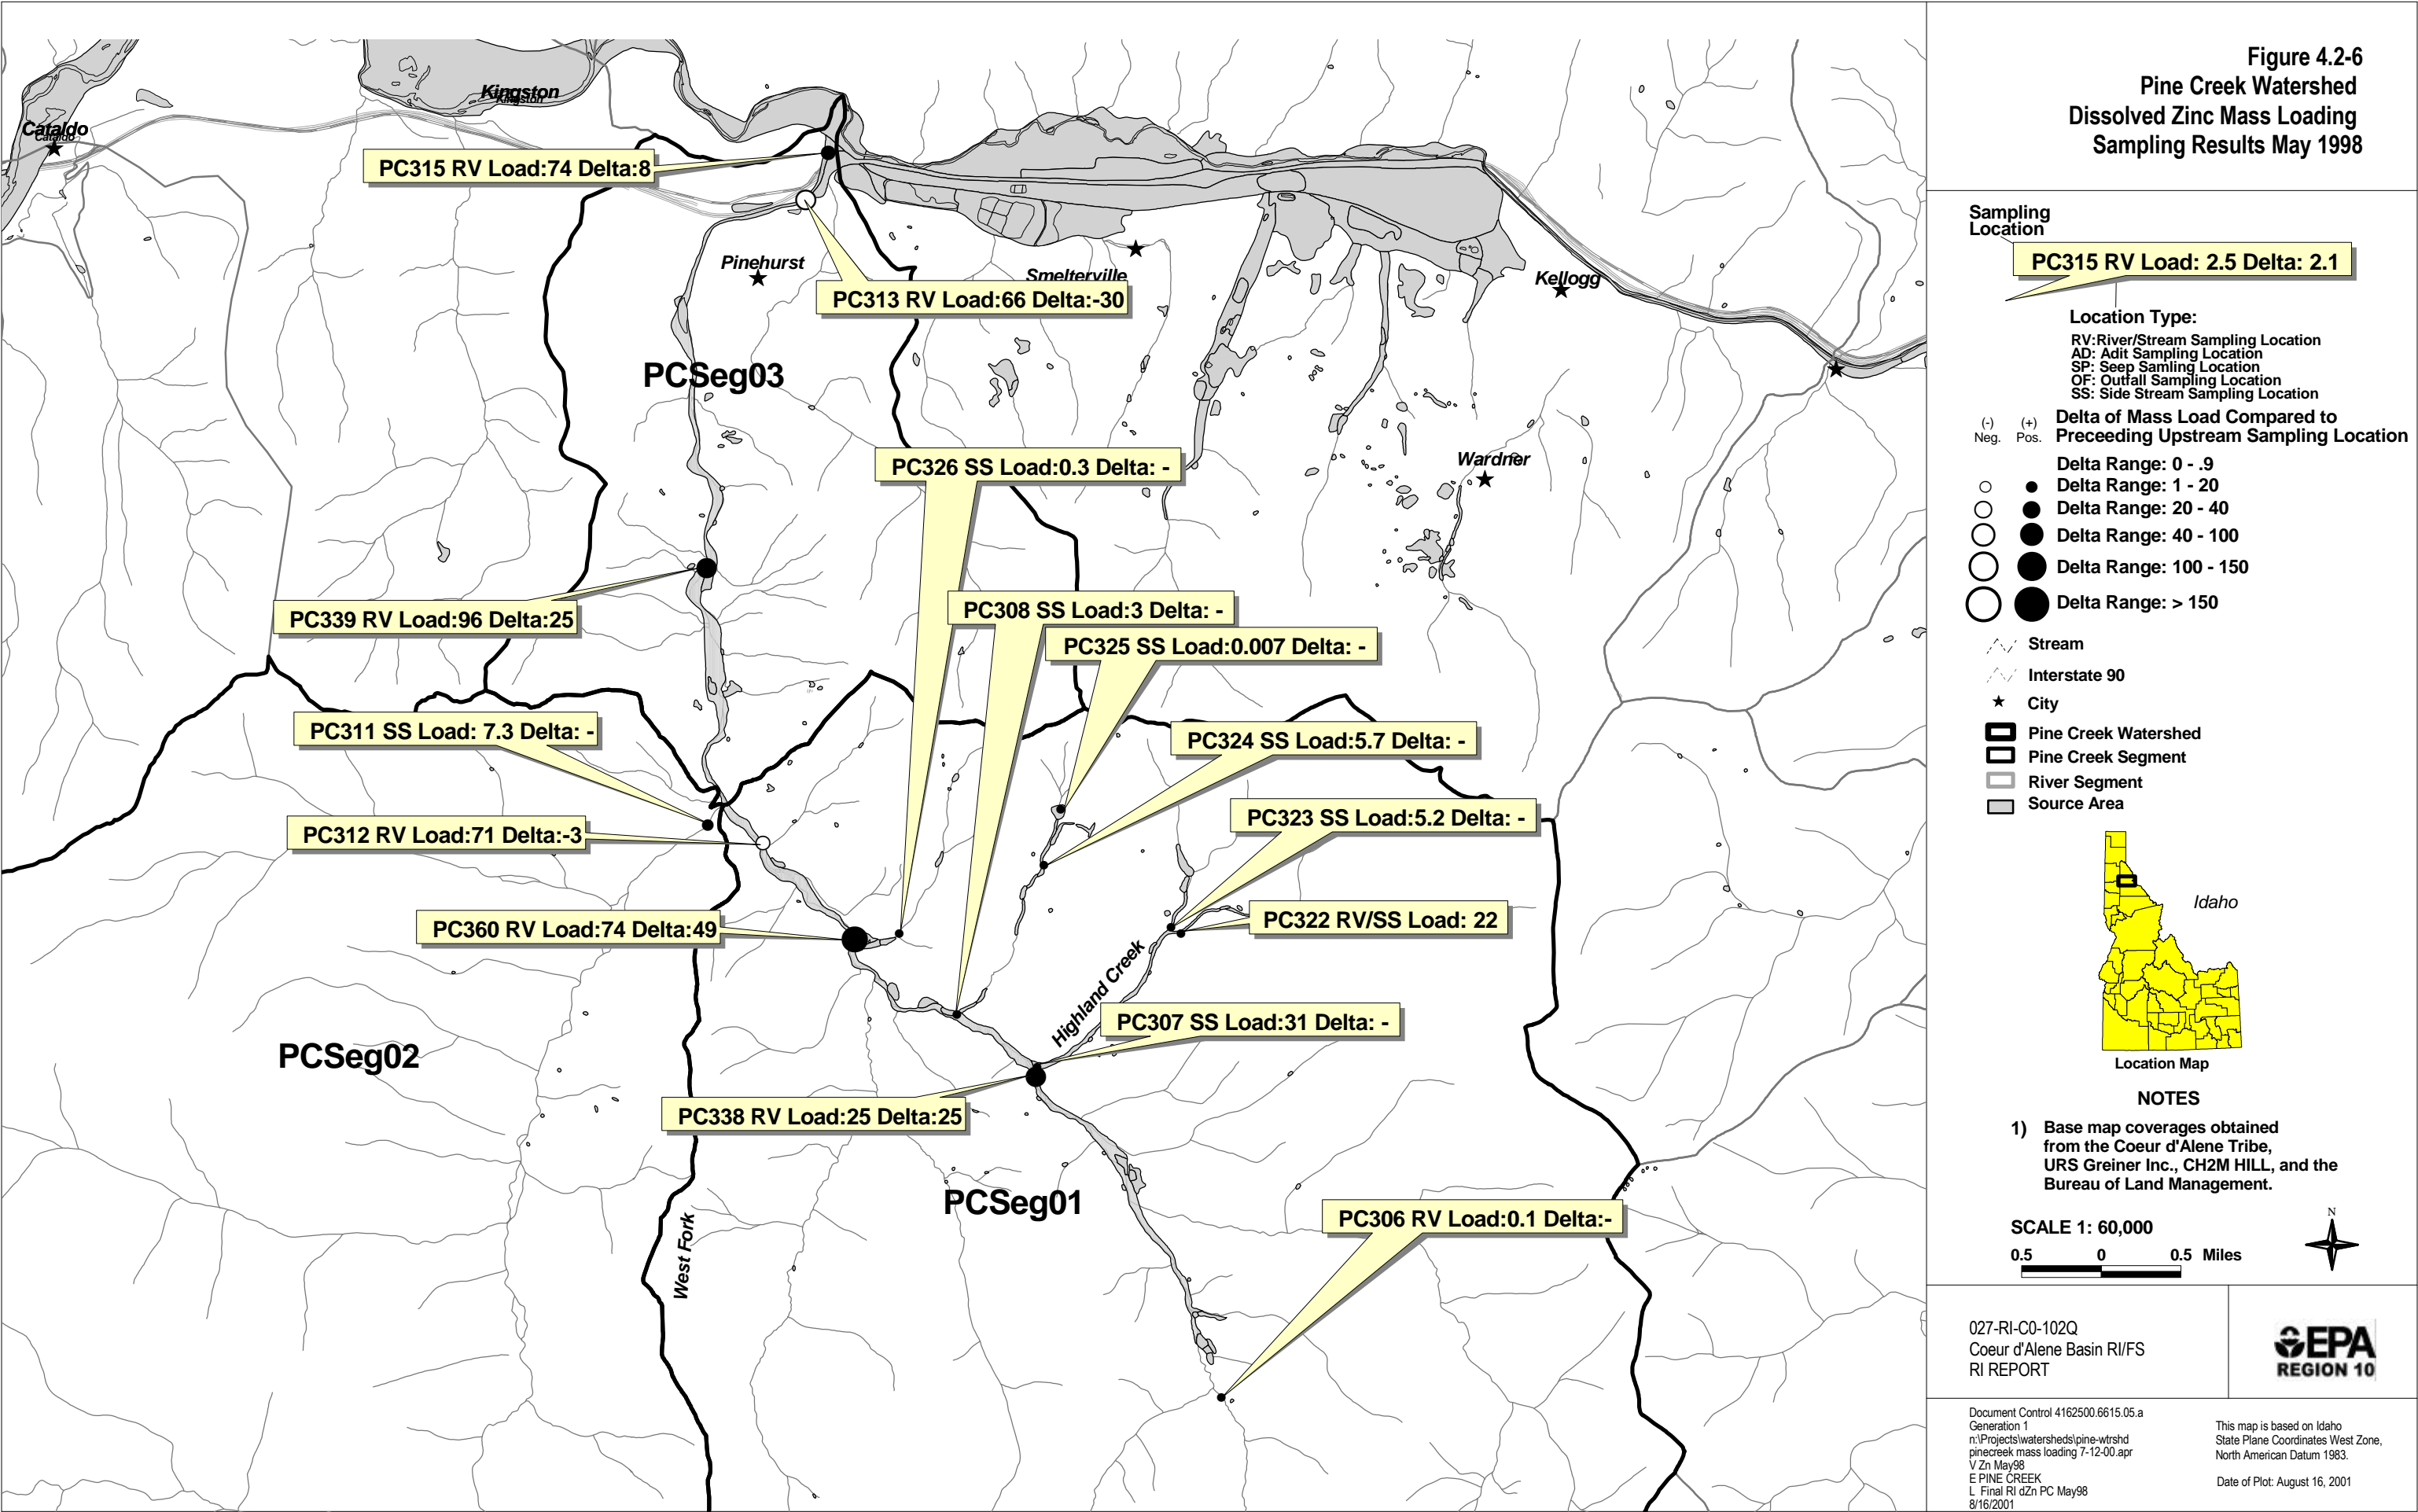 Figure 4.2-6
Pine Creek Watershed
Dissolved Zinc Mass Loading
Sampling Results May 1998
Sampling
Location
PC315 RV Load: 2.5 Delta: 2.1
Location Type:
RV:River/Stream Sampling Location
AD: Adit Sampling Location
SP: Seep Samling Location
OF: Outfall Sampling Location
SS: Side Stream Sampling Location
(-) (+) Delta of Mass Load Compared to
Neg. Pos. Preceeding Upstream Sampling Location
Delta Range: 0 - .9
Delta Range: 1 - 20
Delta Range: 20 - 40
Delta Range: 40 - 100
Delta Range: 100 - 150
Delta Range: > 150
Stream
Interstate 90
City
Pine Creek Watershed
Pine Creek Segment
River Segment
Source Area
Idaho
Location Map
NOTES
1) Base map coverages obtained
from the Coeur d'Alene Tribe,
URS Greiner Inc., CH2M HILL, and the
Bureau of Land Management.
SCALE 1: 60,000
0.5 0 0.5 Miles
N
027-RI-C0-102Q
Coeur d'Alene Basin RI/FS
RI REPORT
EPA
REGION 10
Document Control 4162500.6615.05.a
Generation 1
n:\Projects\watersheds\pine-wtrshd
pinecreek mass loading 7-12-00.apr
V Zn May98
E PINE CREEK
L Final RI dZn PC May98
8/16/2001
This map is based on Idaho
State Plane Coordinates West Zone,
North American Datum 1983.
Date of Plot: August 16, 2001
Kingston
Kingston
Cataldo
Cataldo
PC315 RV Load:74 Delta:8
Pinehurst
Smelterville
Kellogg
PC313 RV Load:66 Delta:-30
PCSeg03
PC326 SS Load:0.3 Delta: -
Wardner
PC339 RV Load:96 Delta:25
PC308 SS Load:3 Delta: -
PC325 SS Load:0.007 Delta: -
PC311 SS Load: 7.3 Delta: -
PC324 SS Load:5.7 Delta: -
PC312 RV Load:71 Delta:-3
PC323 SS Load:5.2 Delta: -
PC360 RV Load:74 Delta:49
PC322 RV/SS Load: 22
Highland Creek
PC307 SS Load:31 Delta: -
PCSeg02
PC338 RV Load:25 Delta:25
PCSeg01
West Fork
PC306 RV Load:0.1 Delta:-